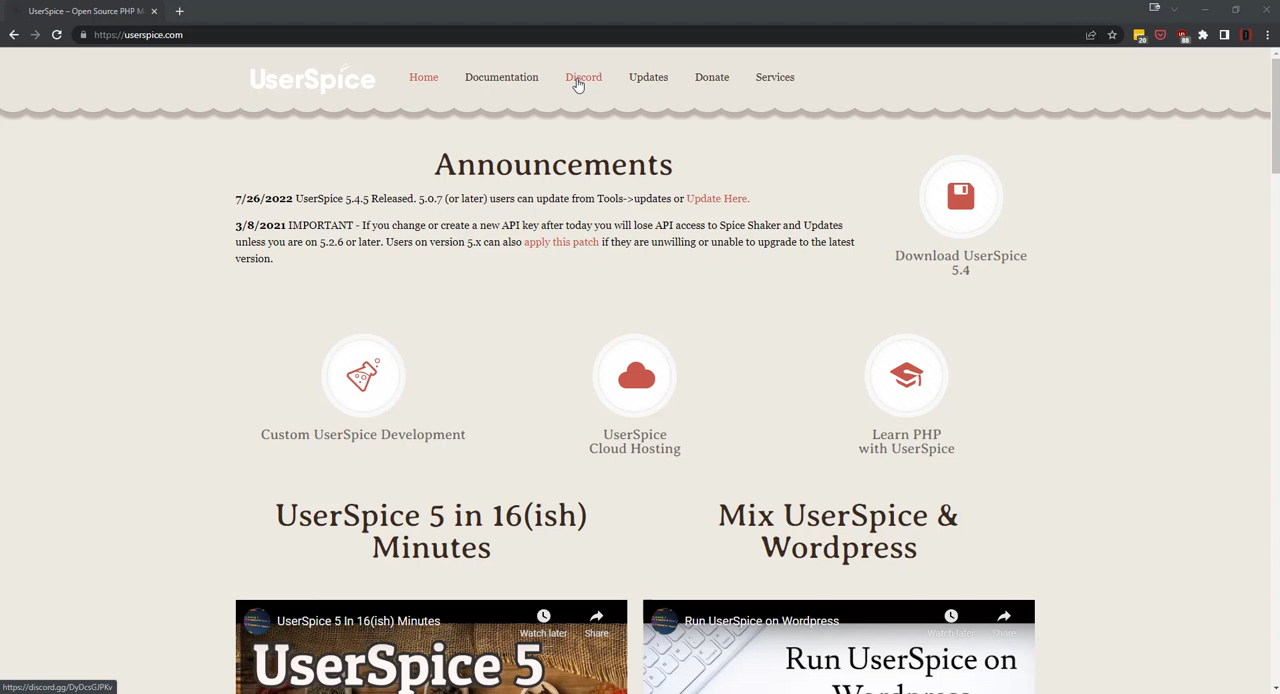 UserSpice – Open Source PHP M
https://userspice.com
20
88
UserSpice
Home
Documentation
Discord
Updates
Donate
Services
Announcements
7/26/2022 UserSpice 5.4.5 Released. 5.0.7 (or later) users can update from Tools->updates or Update Here.
3/8/2021 IMPORTANT - If you change or create a new API key after today you will lose API access to Spice Shaker and Updates
unless you are on 5.2.6 or later. Users on version 5.x can also apply this patch if they are unwilling or unable to upgrade to the latest
version.
Download UserSpice
5.4
Custom UserSpice Development
UserSpice
Cloud Hosting
Learn PHP
with UserSpice
UserSpice 5 in 16(ish)
Minutes
Mix UserSpice &
Wordpress
UserSpice 5 In 16(ish) Minutes
Watch later
Share
UserSpice 5
Run UserSpice on Wordpress
Watch later
Share
Run UserSpice on
Wordpress
https://discord.gg/DyDcsGJPKv